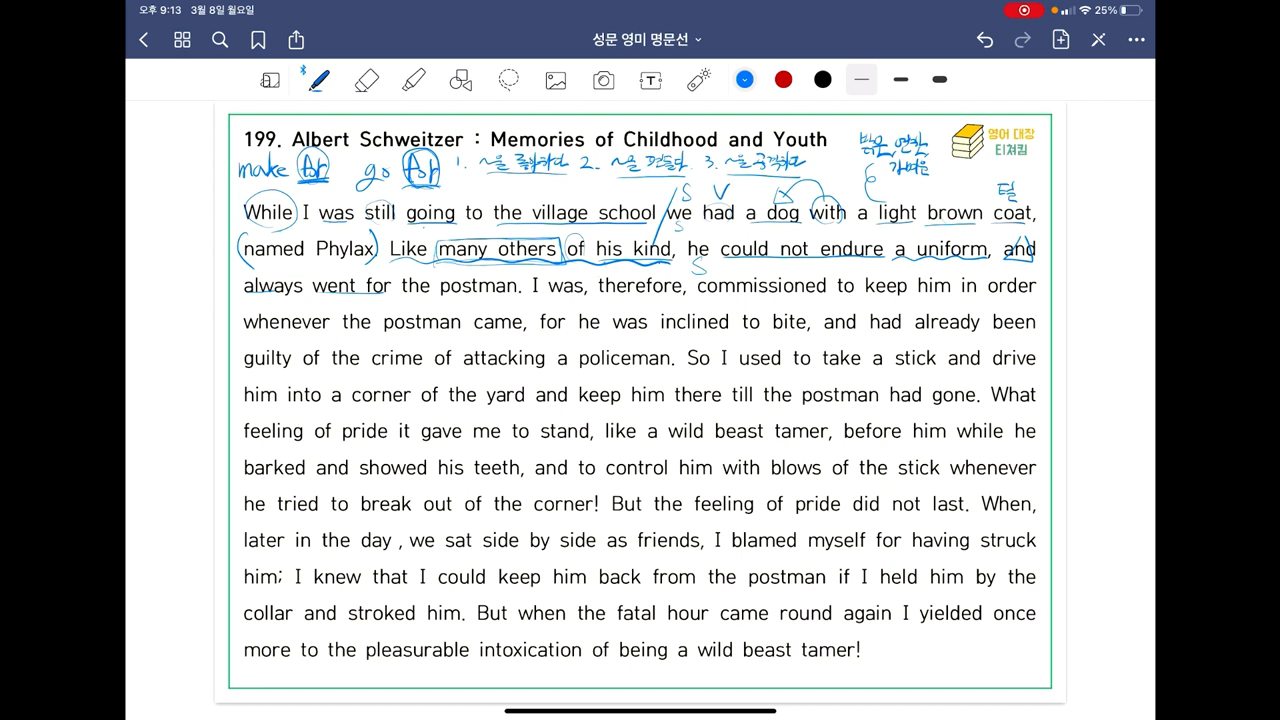 오후 9:13 3월 8일 월요일
25%
성문 영미 명문선
199. Albert Schweitzer : Memories of Childhood and Youth
영어 대장
티쳐킴
밝은, 연한, 가벼운
make for go for 1. ~을 좋아하다 2. ~을 편들다 3. ~을 공격하다
S V 털
While I was still going to the village school we had a dog with a light brown coat,
S
named Phylax) Like many others of his kind, he could not endure a uniform, and
S
always went for the postman. I was, therefore, commissioned to keep him in order
whenever the postman came, for he was inclined to bite, and had already been
guilty of the crime of attacking a policeman. So I used to take a stick and drive
him into a corner of the yard and keep him there till the postman had gone. What
feeling of pride it gave me to stand, like a wild beast tamer, before him while he
barked and showed his teeth, and to control him with blows of the stick whenever
he tried to break out of the corner! But the feeling of pride did not last. When,
later in the day , we sat side by side as friends, I blamed myself for having struck
him; I knew that I could keep him back from the postman if I held him by the
collar and stroked him. But when the fatal hour came round again I yielded once
more to the pleasurable intoxication of being a wild beast tamer!